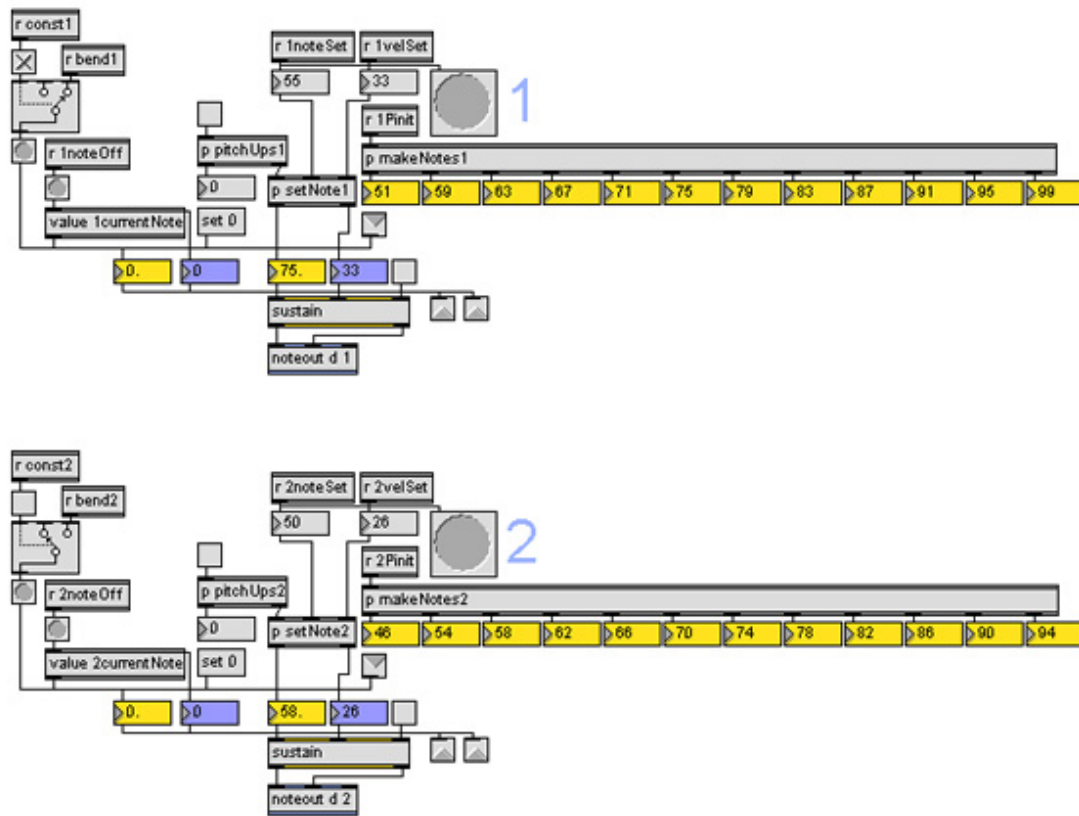 r const1
r bend1
r 1noteSet
r 1velSet
55
33
1
r 1Pinit
r 1noteOff
p pitchUps1
p makeNotes1
0
p setNote1
51 59 63 67 71 75 79 83 87 91 95 99
value 1currentNote
set 0
0. 0 75. 33
sustain
noteout d 1
r const2
r bend2
r 2noteSet
r 2velSet
50
26
2
r 2Pinit
r 2noteOff
p pitchUps2
p makeNotes2
0
p setNote2
46 54 58 62 66 70 74 78 82 86 90 94
value 2currentNote
set 0
0. 0 58. 26
sustain
noteout d 2